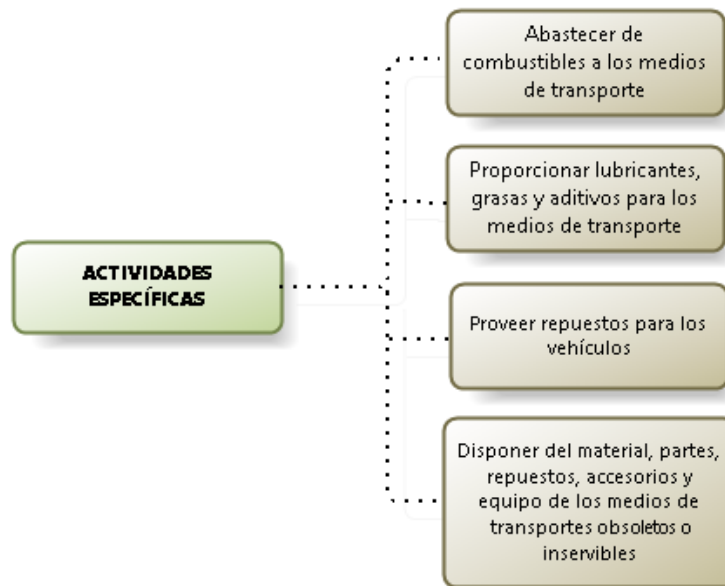 Abastecer de
combustibles a los medios
de transporte
Proporcionar lubricantes,
grasas y aditivos para los
medios de transporte
ACTIVIDADES
ESPECÍFICAS
Proveer repuestos para los
vehículos
Disponer del material, partes,
repuestos, accesorios y
equipo de los medios de
transportes obsoletos o
inservibles